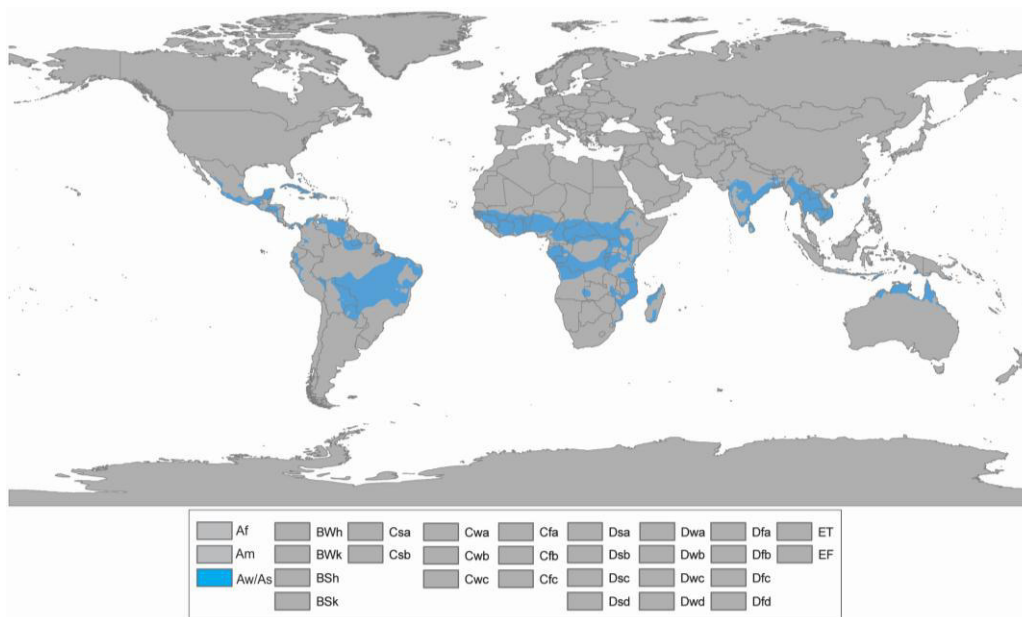 Af BWh Csa Cwa Cfa Dsa Dwa Dfa ET
Am BWk Csb Cwb Cfb Dsb Dwb Dfb EF
Aw/As BSh Cwc Cfc Dsc Dwc Dfc
BSk Dsd Dwd Dfd